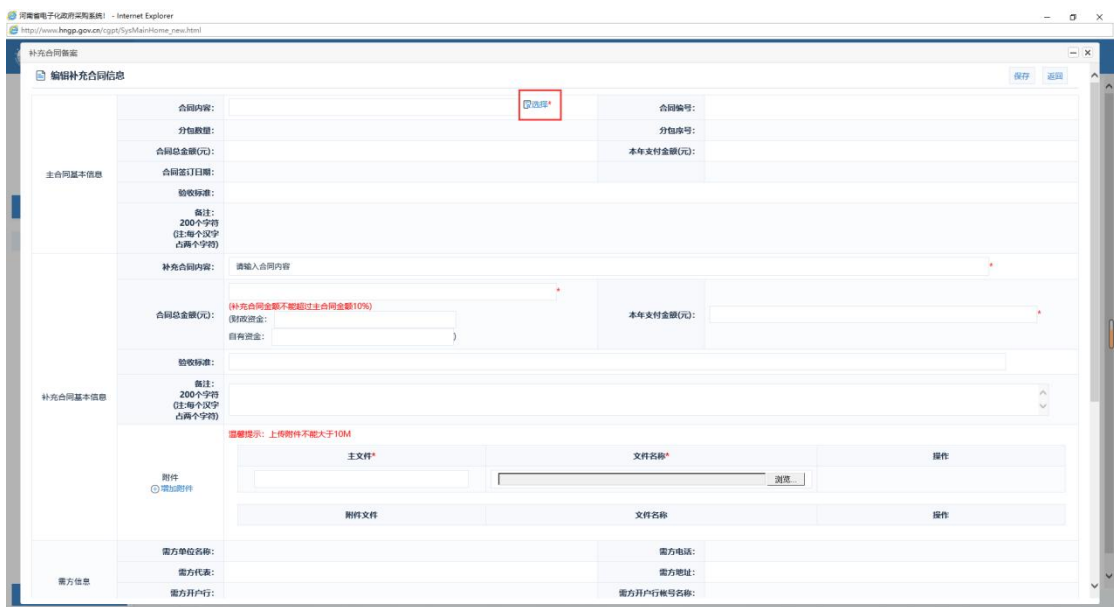 河南省电子化政府采购系统! - Internet Explorer
http://www.hngp.gov.cn/cgpt/SysMainHome_new.html
补充合同备案
编辑补充合同信息
保存 返回
主合同基本信息
合同内容: 选择* 合同编号:
分包数量: 分包序号:
合同总金额(元): 本年支付金额(元):
合同签订日期:
验收标准:
备注:
200个字符
(注:每个汉字
占两个字符)
补充合同基本信息
补充合同内容: 请输入合同内容 *
合同总金额(元): * 本年支付金额(元): *
(补充合同金额不能超过主合同金额10%)
(财政资金:
自有资金: )
验收标准:
备注:
200个字符
(注:每个汉字
占两个字符)
附件
增加附件
温馨提示: 上传附件不能大于10M
主文件* 文件名称* 操作
浏览...
附件文件 文件名称 操作
需方信息
需方单位名称: 需方电话:
需方代表: 需方地址:
需方开户行: 需方开户行帐号名称: